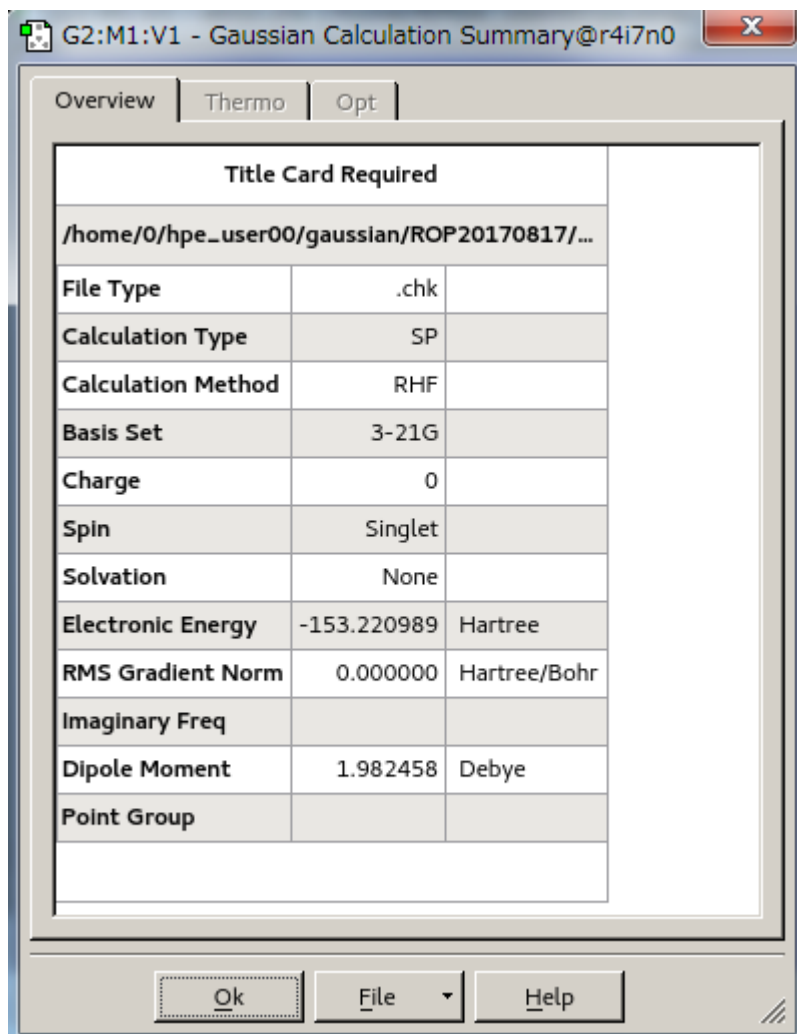 G2:M1:V1 - Gaussian Calculation Summary@r4i7n0
Overview Thermo Opt
Title Card Required
/home/0/hpe_user00/gaussian/ROP20170817/...
File Type .chk
Calculation Type SP
Calculation Method RHF
Basis Set 3-21G
Charge 0
Spin Singlet
Solvation None
Electronic Energy -153.220989 Hartree
RMS Gradient Norm 0.000000 Hartree/Bohr
Imaginary Freq
Dipole Moment 1.982458 Debye
Point Group
Ok File Help